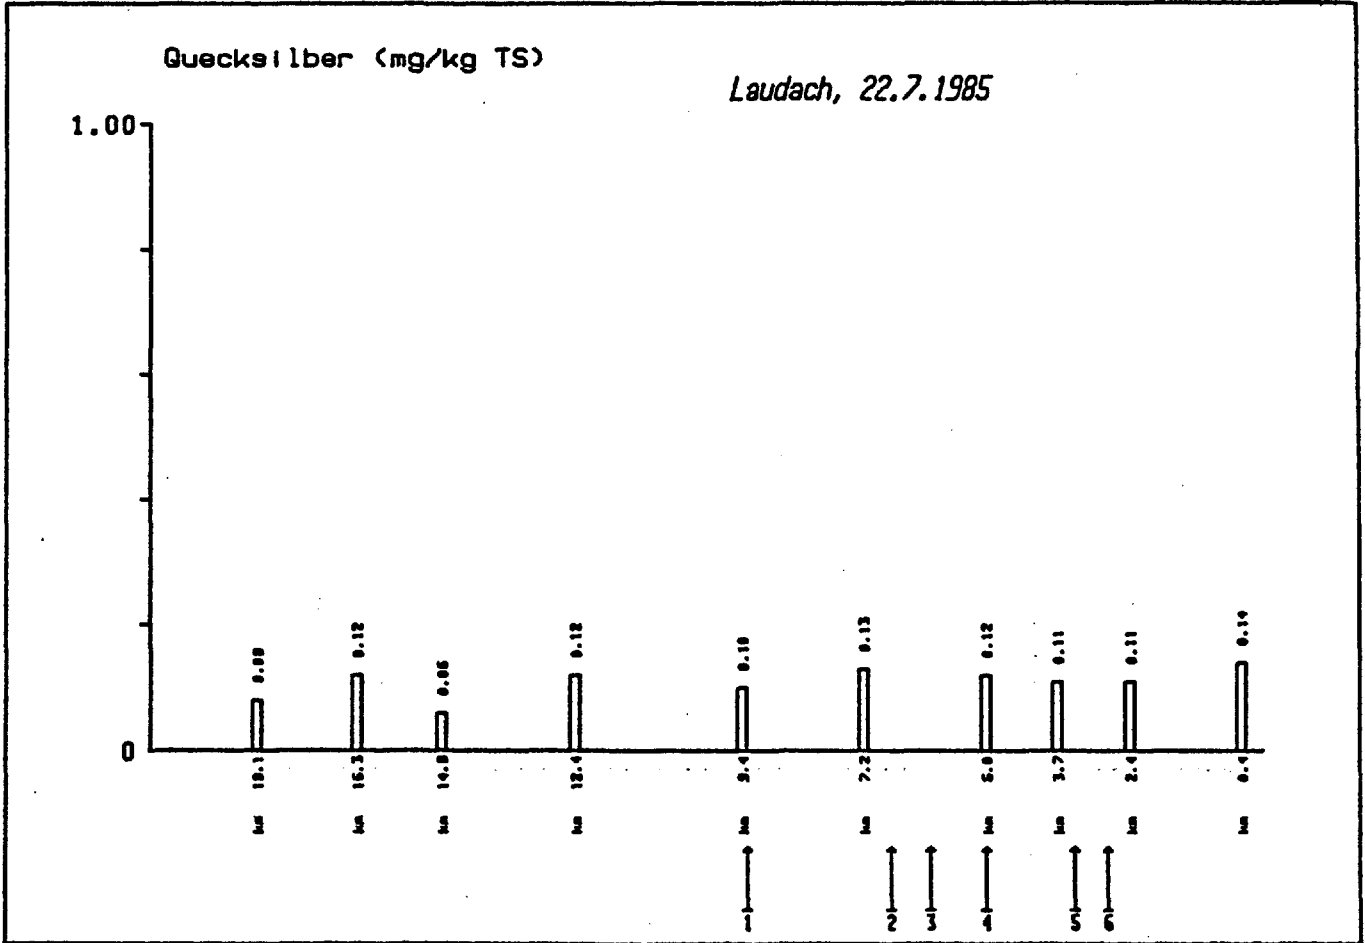 Quecksilber (mg/kg TS)
Laudach, 22.7.1985
1.00
0
0.08
0.12
0.06
0.12
0.10
0.13
0.12
0.11
0.11
0.14
km 18.1
km 16.3
km 14.8
km 12.4
km 9.4
km 7.2
km 5.0
km 3.7
km 2.4
km 0.4
1
2
3
4
5
6